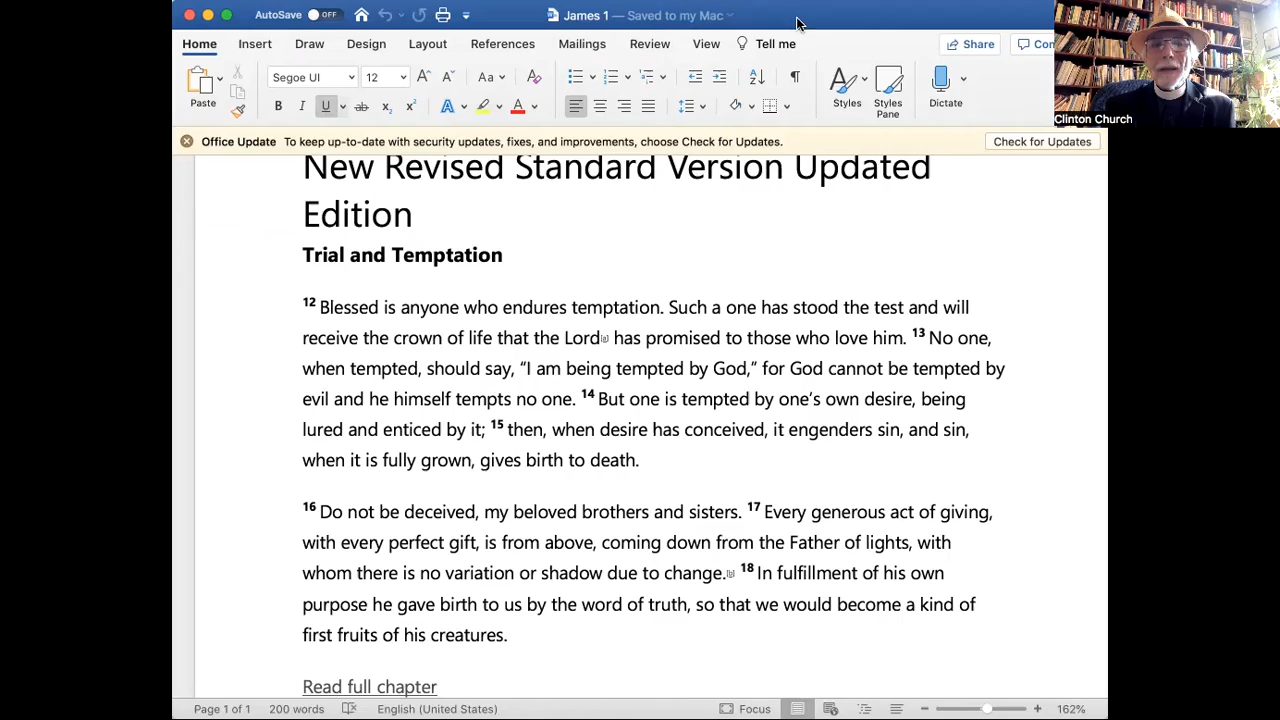 AutoSave OFF James 1 — Saved to my Mac
Home Insert Draw Design Layout References Mailings Review View Tell me Share Con
Paste Segoe UI 12 A A Aa A Styles Styles Pane Dictate
B I U ab x2 x2 A A
Clinton Church
Office Update To keep up-to-date with security updates, fixes, and improvements, choose Check for Updates. Check for Updates
New Revised Standard Version Updated
Edition
Trial and Temptation
12 Blessed is anyone who endures temptation. Such a one has stood the test and will
receive the crown of life that the Lord has promised to those who love him. 13 No one,
when tempted, should say, “I am being tempted by God,” for God cannot be tempted by
evil and he himself tempts no one. 14 But one is tempted by one’s own desire, being
lured and enticed by it; 15 then, when desire has conceived, it engenders sin, and sin,
when it is fully grown, gives birth to death.
16 Do not be deceived, my beloved brothers and sisters. 17 Every generous act of giving,
with every perfect gift, is from above, coming down from the Father of lights, with
whom there is no variation or shadow due to change. 18 In fulfillment of his own
purpose he gave birth to us by the word of truth, so that we would become a kind of
first fruits of his creatures.
Read full chapter
Page 1 of 1 200 words English (United States) Focus 162%